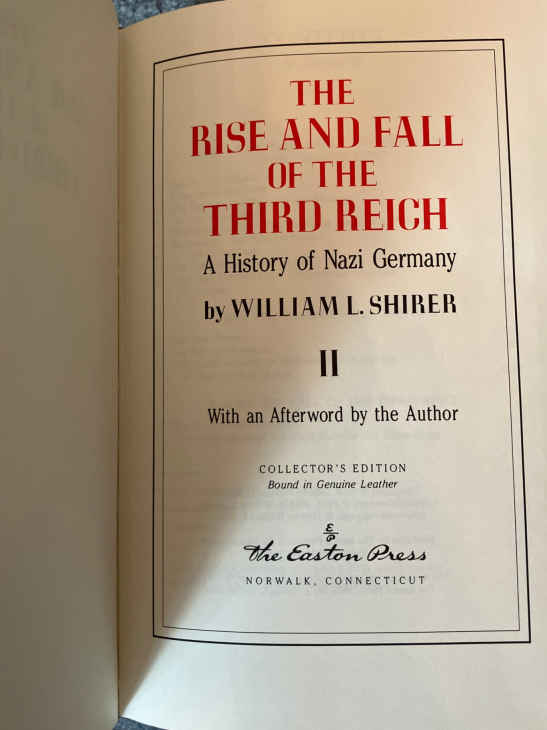 THE
RISE AND FALL
OF THE
THIRD REICH
A History of Nazi Germany
by WILLIAM L. SHIRER
II
With an Afterword by the Author
COLLECTOR'S EDITION
Bound in Genuine Leather
E
P
The Easton Press
NORWALK, CONNECTICUT